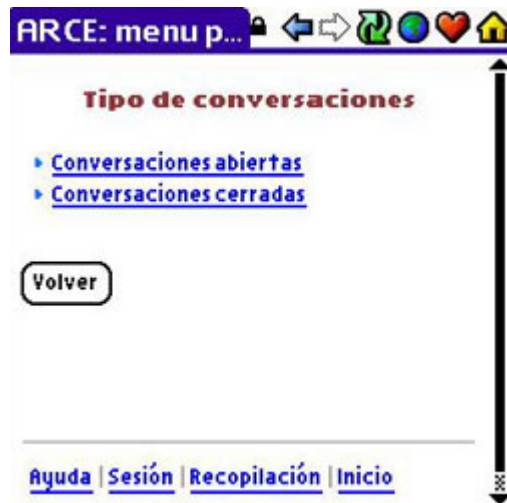 ARCE: menu p...
Tipo de conversaciones
Conversaciones abiertas
Conversaciones cerradas
Volver
Ayuda | Sesión | Recopilación | Inicio